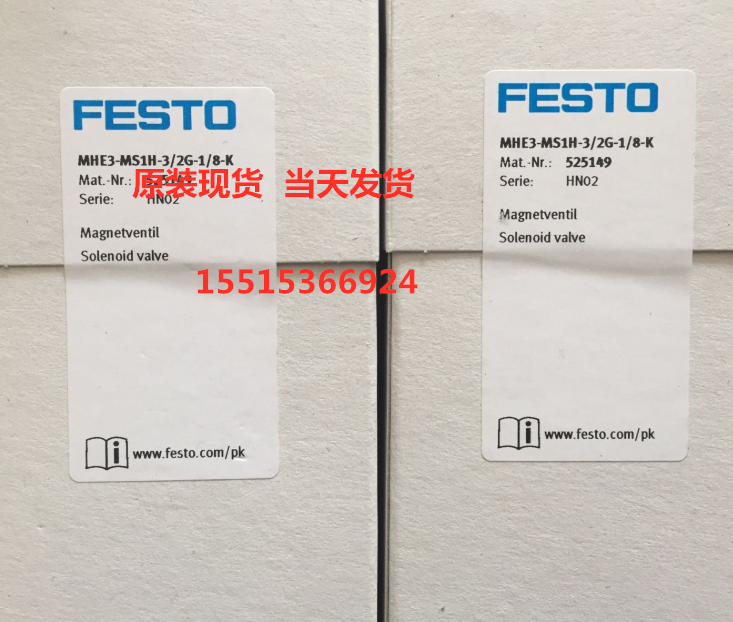 FESTO
MHE3-MS1H-3/2G-1/8-K
Mat.-Nr.:
Serie: HN02
Magnetventil
Solenoid valve
i www.festo.com/pk
FESTO
MHE3-MS1H-3/2G-1/8-K
Mat.-Nr.: 525149
Serie: HN02
Magnetventil
Solenoid valve
i www.festo.com/pk
原装现货 当天发货
15515366924